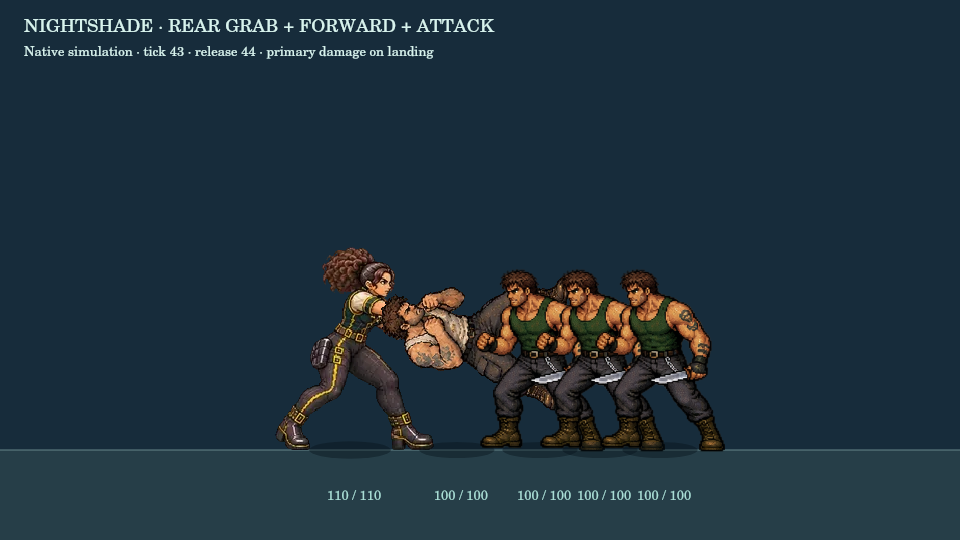 NIGHTSHADE · REAR GRAB + FORWARD + ATTACK
Native simulation · tick 43 · release 44 · primary damage on landing
110 / 110 100 / 100 100 / 100 100 / 100 100 / 100